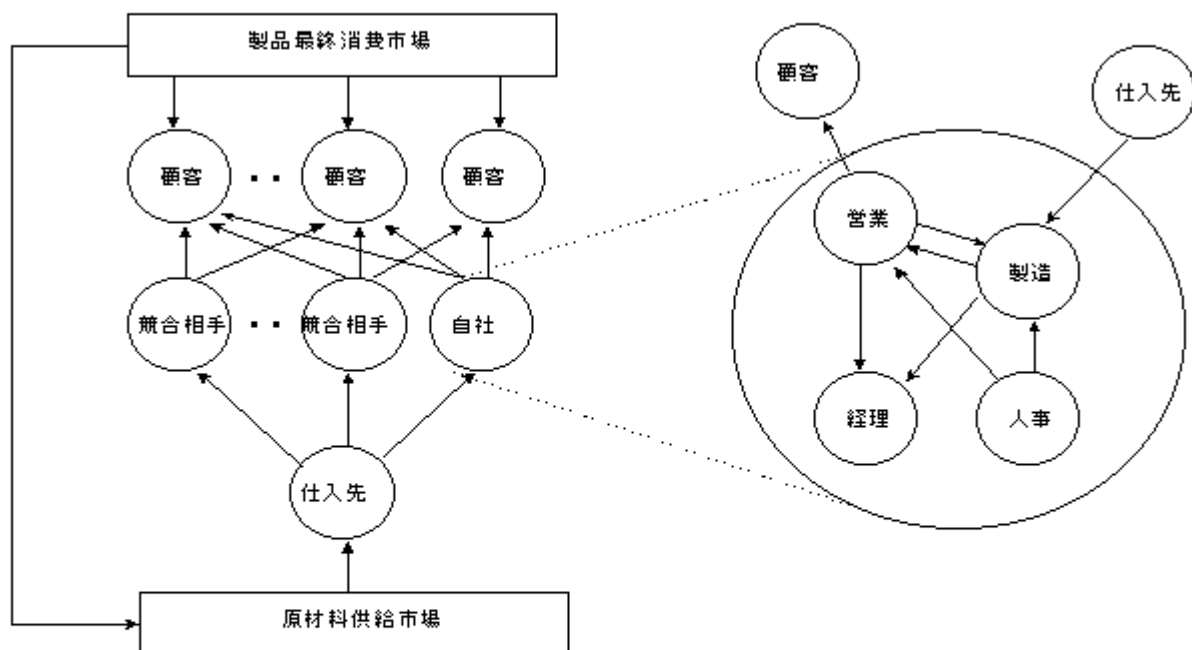 製品最終消費市場
顧客
顧客
顧客
競合相手
競合相手
自社
仕入先
原材料供給市場
顧客
仕入先
営業
製造
経理
人事